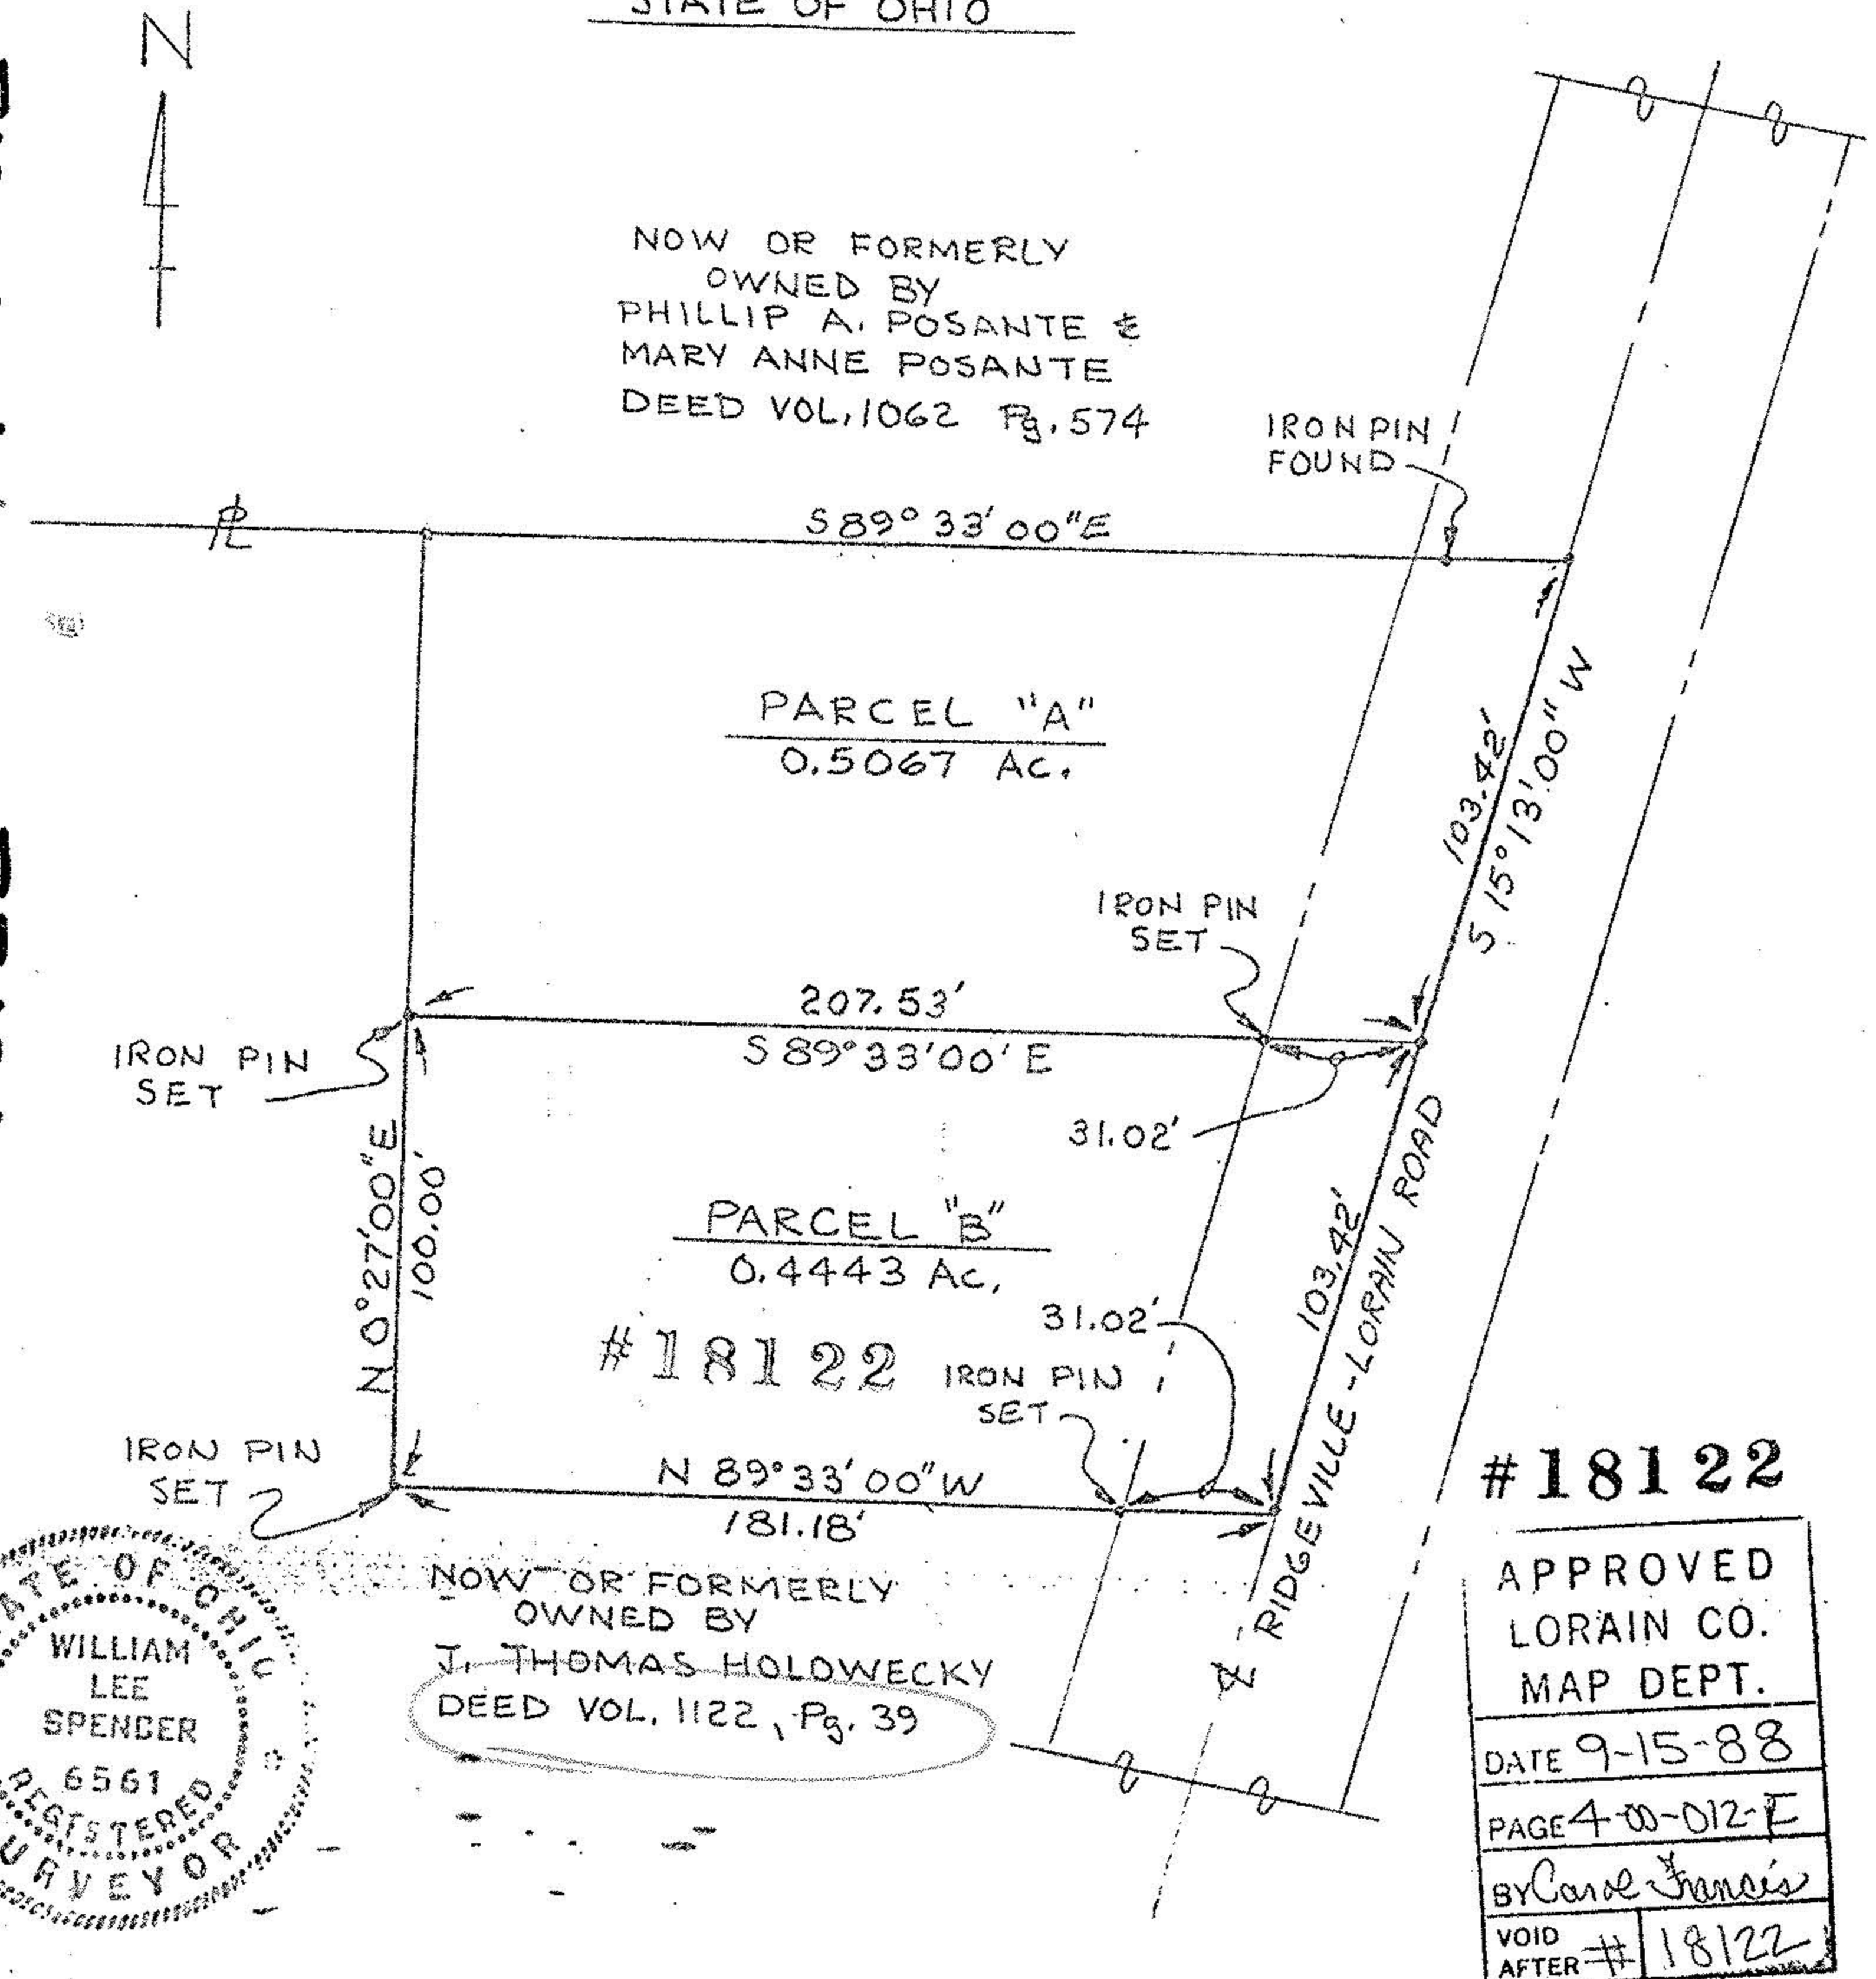 STATE OF OHIO
N
NOW OR FORMERLY
OWNED BY
PHILLIP A. POSANTE &
MARY ANNE POSANTE
DEED VOL. 1062 Pg. 574
IRON PIN
FOUND
S 89° 33' 00" E
PARCEL "A"
0.5067 AC.
103.42'
S 15° 13' 00" W
IRON PIN
SET
207.53'
S 89° 33' 00' E
IRON PIN
SET
31.02'
N 0° 27' 00" E
100.00'
PARCEL "B"
0.4443 AC.
103.42'
RIDGEVILLE - LORAIN ROAD
31.02'
#18122
IRON PIN
SET
IRON PIN
SET
N 89° 33' 00" W
181.18'
#18122
NOW OR FORMERLY
OWNED BY
J. THOMAS HOLOWECKY
DEED VOL. 1122, Pg. 39
OF OHIO
WILLIAM
LEE
SPENCER
6561
REGISTERED
APPROVED
LORAIN CO.
MAP DEPT.
DATE 9-15-88
PAGE 4-00-012-F
BY Carol Francis
VOID
AFTER # 18122